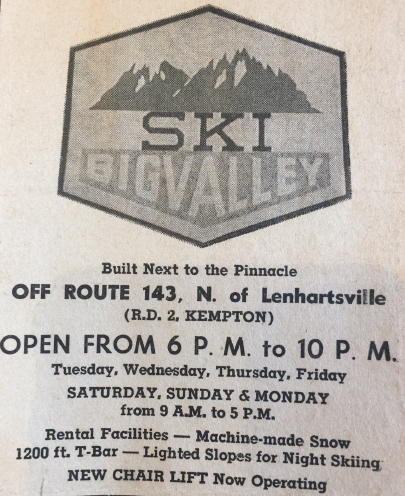 SKI
BIG VALLEY
Built Next to the Pinnacle
OFF ROUTE 143, N. of Lenhartsville
(R.D. 2, KEMPTON)
OPEN FROM 6 P. M. to 10 P. M.
Tuesday, Wednesday, Thursday, Friday
SATURDAY, SUNDAY & MONDAY
from 9 A.M. to 5 P.M.
Rental Facilities — Machine-made Snow
1200 ft. T-Bar — Lighted Slopes for Night Skiing
NEW CHAIR LIFT Now Operating